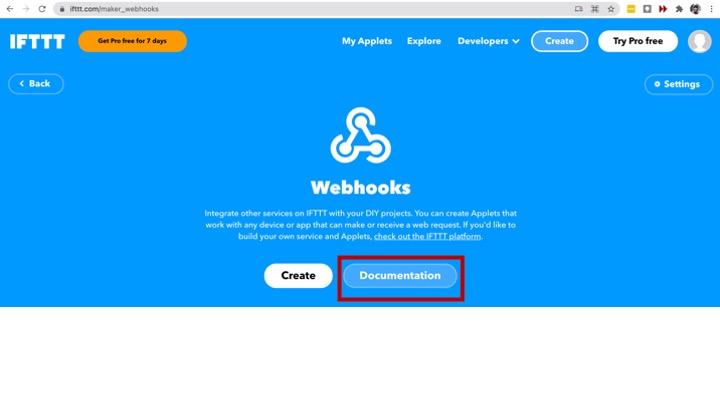 ifttt.com/maker_webhooks
IFTTT
Get Pro free for 7 days
My Applets
Explore
Developers
Create
Try Pro free
Back
Settings
Webhooks
Integrate other services on IFTTT with your DIY projects. You can create Applets that
work with any device or app that can make or receive a web request. If you'd like to
build your own service and Applets, check out the IFTTT platform.
Create
Documentation